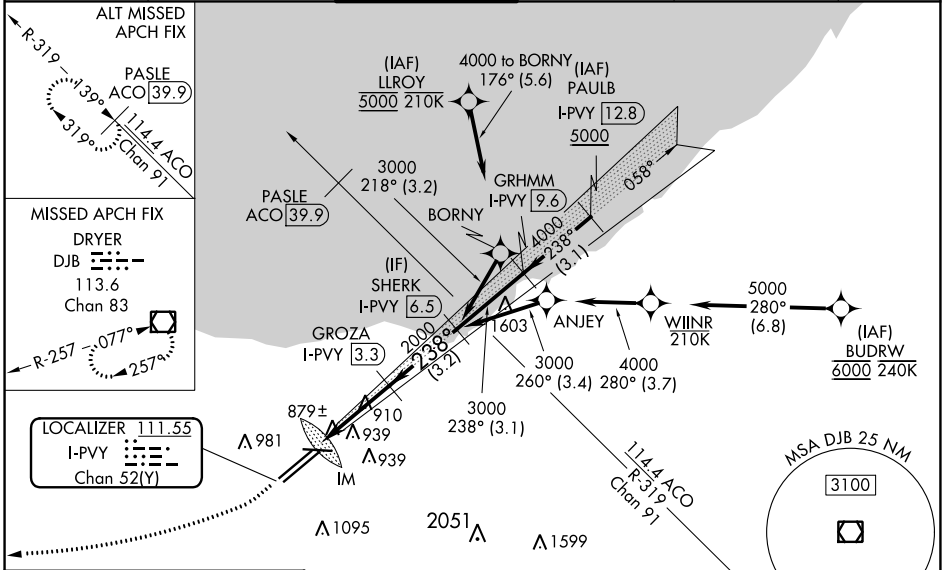 ALT MISSED
APCH FIX
R-319
139°
PASLE
ACO 39.9
319°
114.4 ACO
Chan 91
MISSED APCH FIX
DRYER
DJB
113.6
Chan 83
R-257
077°
257°
LOCALIZER 111.55
I-PVY
Chan 52(Y)
(IAF)
LLROY
5000 210K
4000 to BORNY
176° (5.6)
(IAF)
PAULB
I-PVY 12.8
5000
3000
218° (3.2)
GRHMM
I-PVY 9.6
058°
PASLE
ACO 39.9
BORNY
4000
238°
(3.1)
(IF)
SHERK
I-PVY 6.5
1603
ANJEY
WIINR
210K
5000
280°
(6.8)
(IAF)
BUDRW
6000 240K
GROZA
I-PVY 3.3
2000
238°
(3.2)
3000
260° (3.4)
4000
280° (3.7)
3000
238° (3.1)
879±
910
981
939
939
IM
114.4 ACO
R-319
Chan 91
MSA DJB 25 NM
3100
1095
2051
1599